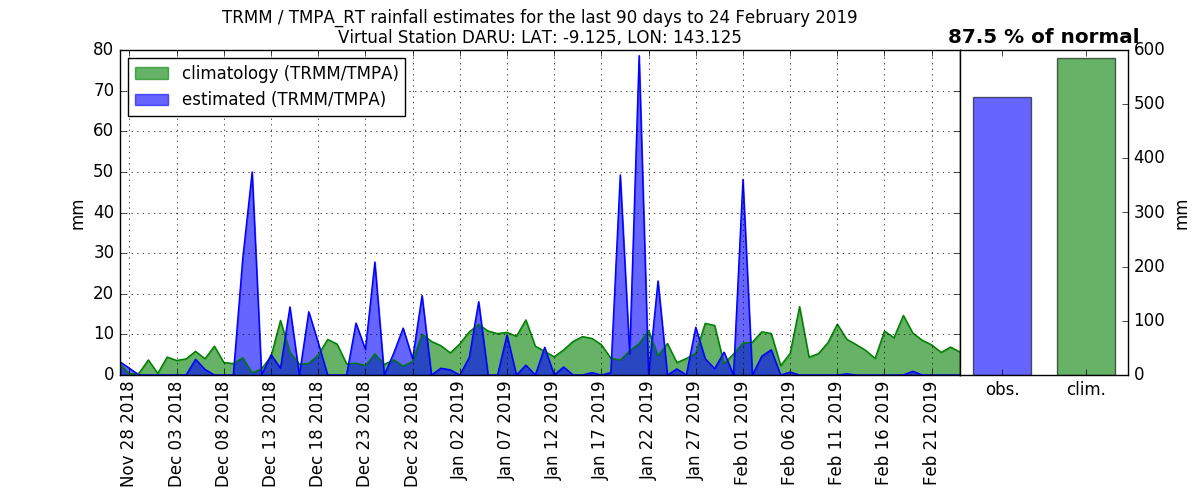 TRMM / TMPA_RT rainfall estimates for the last 90 days to 24 February 2019
Virtual Station DARU: LAT: -9.125, LON: 143.125
87.5 % of normal
climatology (TRMM/TMPA)
estimated (TRMM/TMPA)
mm
80
70
60
50
40
30
20
10
0
Nov 28 2018
Dec 03 2018
Dec 08 2018
Dec 13 2018
Dec 18 2018
Dec 23 2018
Dec 28 2018
Jan 02 2019
Jan 07 2019
Jan 12 2019
Jan 17 2019
Jan 22 2019
Jan 27 2019
Feb 01 2019
Feb 06 2019
Feb 11 2019
Feb 16 2019
Feb 21 2019
600
500
400
300
200
100
0
mm
obs.
clim.